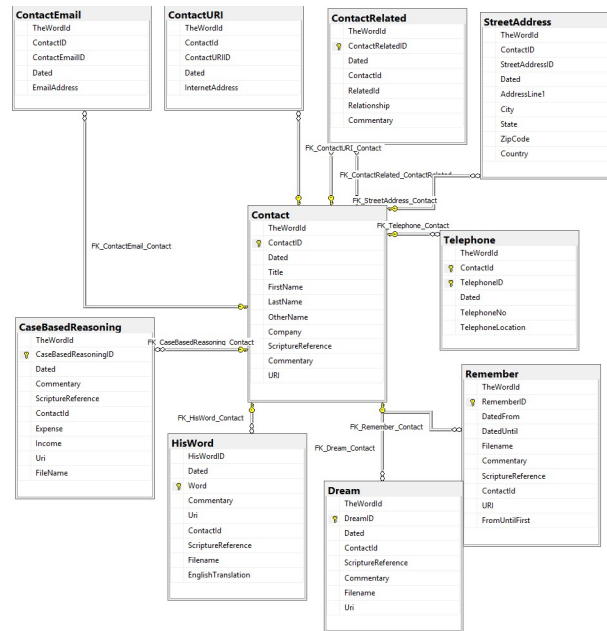 ContactEmail
TheWordId
ContactID
ContactEmailID
Dated
EmailAddress
ContactURI
TheWordId
ContactId
ContactURIID
Dated
InternetAddress
ContactRelated
TheWordId
ContactRelatedID
Dated
ContactId
RelatedId
Relationship
Commentary
StreetAddress
TheWordId
ContactID
StreetAddressID
Dated
AddressLine1
City
State
ZipCode
Country
FK_ContactURI_Contact
FK_ContactRelated_ContactRelated
FK_StreetAddress_Contact
FK_Telephone_Contact
FK_ContactEmail_Contact
Contact
TheWordId
ContactID
Dated
Title
FirstName
LastName
OtherName
Company
ScriptureReference
Commentary
URI
Telephone
TheWordId
ContactId
TelephoneID
Dated
TelephoneNo
TelephoneLocation
CaseBasedReasoning
TheWordId
CaseBasedReasoningID
Dated
Commentary
ScriptureReference
ContactId
Expense
Income
Uri
FileName
FK_CaseBasedReasoning_Contact
FK_HisWord_Contact
FK_Remember_Contact
FK_Dream_Contact
Remember
TheWordId
RememberID
DatedFrom
DatedUntil
Filename
Commentary
ScriptureReference
ContactId
URI
FromUntilFirst
HisWord
HisWordID
Dated
Word
Commentary
Uri
ContactId
ScriptureReference
Filename
EnglishTranslation
Dream
TheWordId
DreamID
Dated
ContactId
ScriptureReference
Commentary
Filename
Uri